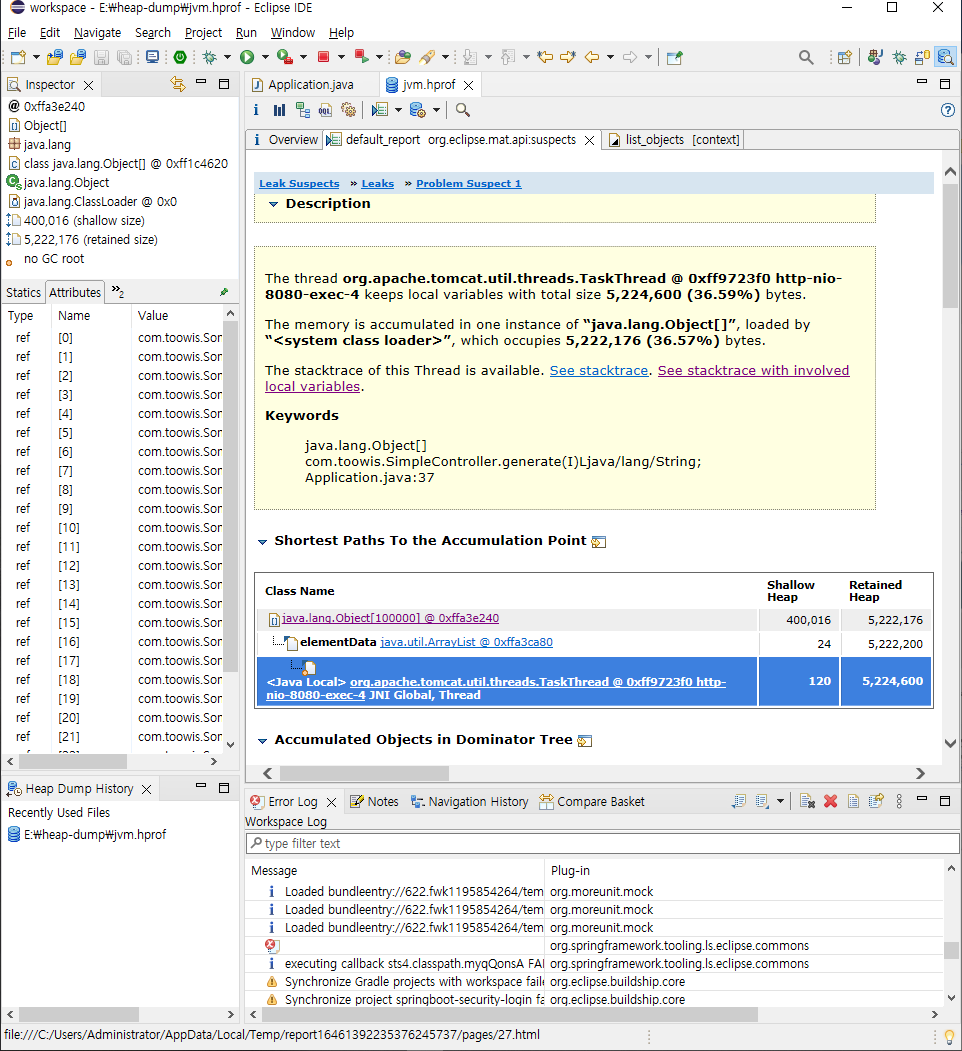 workspace - E:₩heap-dump₩jvm.hprof - Eclipse IDE
File Edit Navigate Search Project Run Window Help
Inspector
@ 0xffa3e240
Object[]
java.lang
class java.lang.Object[] @ 0xff1c4620
java.lang.Object
java.lang.ClassLoader @ 0x0
400,016 (shallow size)
5,222,176 (retained size)
no GC root
Statics Attributes »2
Type Name Value
ref [0] com.toowis.Sor
ref [1] com.toowis.Sor
ref [2] com.toowis.Sor
ref [3] com.toowis.Sor
ref [4] com.toowis.Sor
ref [5] com.toowis.Sor
ref [6] com.toowis.Sor
ref [7] com.toowis.Sor
ref [8] com.toowis.Sor
ref [9] com.toowis.Sor
ref [10] com.toowis.Sor
ref [11] com.toowis.Sor
ref [12] com.toowis.Sor
ref [13] com.toowis.Sor
ref [14] com.toowis.Sor
ref [15] com.toowis.Sor
ref [16] com.toowis.Sor
ref [17] com.toowis.Sor
ref [18] com.toowis.Sor
ref [19] com.toowis.Sor
ref [20] com.toowis.Sor
ref [21] com.toowis.Sor
Heap Dump History
Recently Used Files
E:₩heap-dump₩jvm.hprof
Application.java jvm.hprof
OQL
i Overview default_report org.eclipse.mat.api:suspects list_objects [context]
Leak Suspects » Leaks » Problem Suspect 1
Description
The thread org.apache.tomcat.util.threads.TaskThread @ 0xff9723f0 http-nio-
8080-exec-4 keeps local variables with total size 5,224,600 (36.59%) bytes.
The memory is accumulated in one instance of “java.lang.Object[]”, loaded by
“<system class loader>”, which occupies 5,222,176 (36.57%) bytes.
The stacktrace of this Thread is available. See stacktrace. See stacktrace with involved
local variables.
Keywords
java.lang.Object[]
com.toowis.SimpleController.generate(I)Ljava/lang/String;
Application.java:37
Shortest Paths To the Accumulation Point
Class Name Shallow Heap Retained Heap
java.lang.Object[100000] @ 0xffa3e240 400,016 5,222,176
elementData java.util.ArrayList @ 0xffa3ca80 24 5,222,200
<Java Local> org.apache.tomcat.util.threads.TaskThread @ 0xff9723f0 http- 120 5,224,600
nio-8080-exec-4 JNI Global, Thread
Accumulated Objects in Dominator Tree
Error Log Notes Navigation History Compare Basket
Workspace Log
type filter text
Message Plug-in
Loaded bundleentry://622.fwk1195854264/tem org.moreunit.mock
Loaded bundleentry://622.fwk1195854264/tem org.moreunit.mock
Loaded bundleentry://622.fwk1195854264/tem org.moreunit.mock
org.springframework.tooling.ls.eclipse.commons
executing callback sts4.classpath.myqQonsA FAI org.springframework.tooling.ls.eclipse.commons
Synchronize Gradle projects with workspace faile org.eclipse.buildship.core
Synchronize project springboot-security-login fa org.eclipse.buildship.core
file:///C:/Users/Administrator/AppData/Local/Temp/report16461392235376245737/pages/27.html